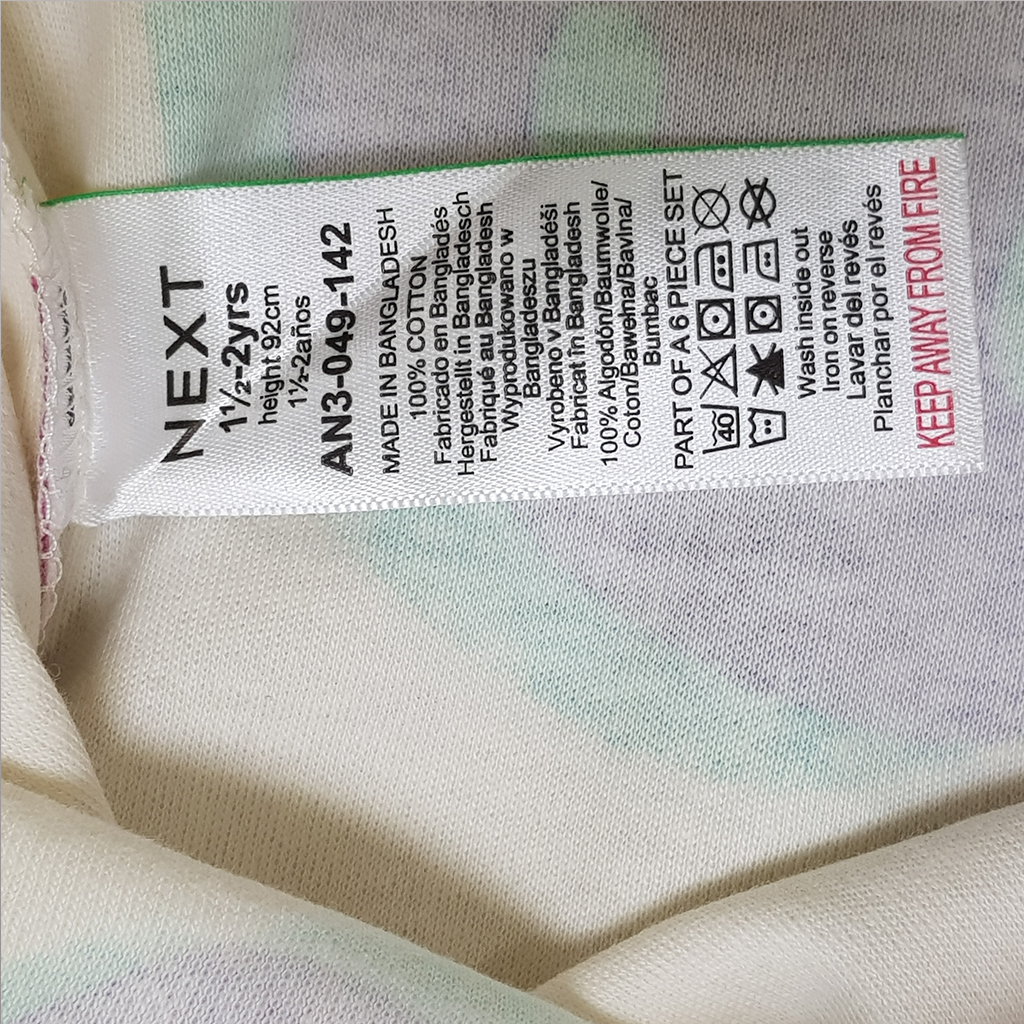 NEXT
1½-2yrs
height 92cm
1½-2años
AN3-049-142
MADE IN BANGLADESH
100% COTTON
Fabricado en Bangladés
Hergestellt in Bangladesch
Fabriqué au Bangladesh
Wyprodukowano w
Bangladeszu
Vyrobeno v Bangladéši
Fabricat în Bangladesh
100% Algodón/Baumwolle/
Coton/Bawełna/Bavlna/
Bumbac
PART OF A 6 PIECE SET
40
Wash inside out
Iron on reverse
Lavar del revés
Planchar por el revés
KEEP AWAY FROM FIRE